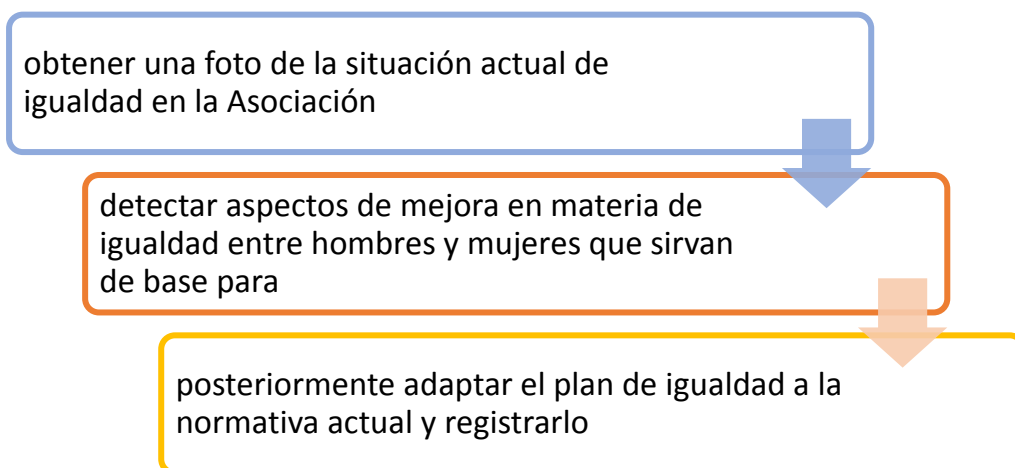 obtener una foto de la situación actual de
igualdad en la Asociación
detectar aspectos de mejora en materia de
igualdad entre hombres y mujeres que sirvan
de base para
posteriormente adaptar el plan de igualdad a la
normativa actual y registrarlo